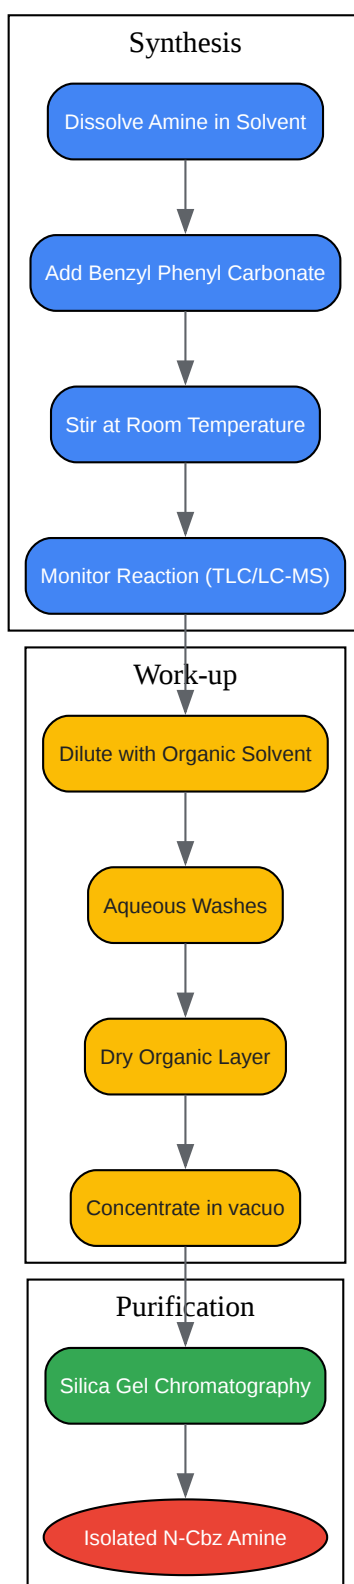 Synthesis
Dissolve Amine in Solvent
Add Benzyl Phenyl Carbonate
Stir at Room Temperature
Monitor Reaction (TLC/LC-MS)
Work-up
Dilute with Organic Solvent
Aqueous Washes
Dry Organic Layer
Concentrate in vacuo
Purification
Silica Gel Chromatography
Isolated N-Cbz Amine